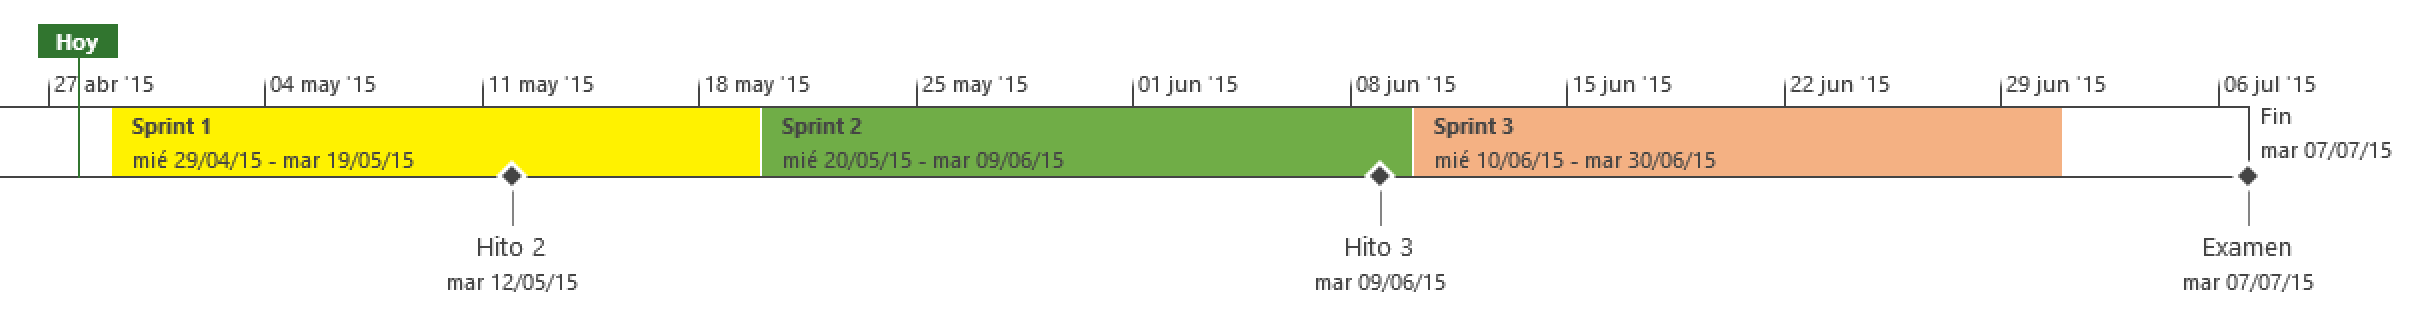 Hoy
27 abr '15
04 may '15
11 may '15
18 may '15
25 may '15
01 jun '15
08 jun '15
15 jun '15
22 jun '15
29 jun '15
06 jul '15
Sprint 1
mié 29/04/15 - mar 19/05/15
Sprint 2
mié 20/05/15 - mar 09/06/15
Sprint 3
mié 10/06/15 - mar 30/06/15
Fin
mar 07/07/15
Hito 2
mar 12/05/15
Hito 3
mar 09/06/15
Examen
mar 07/07/15